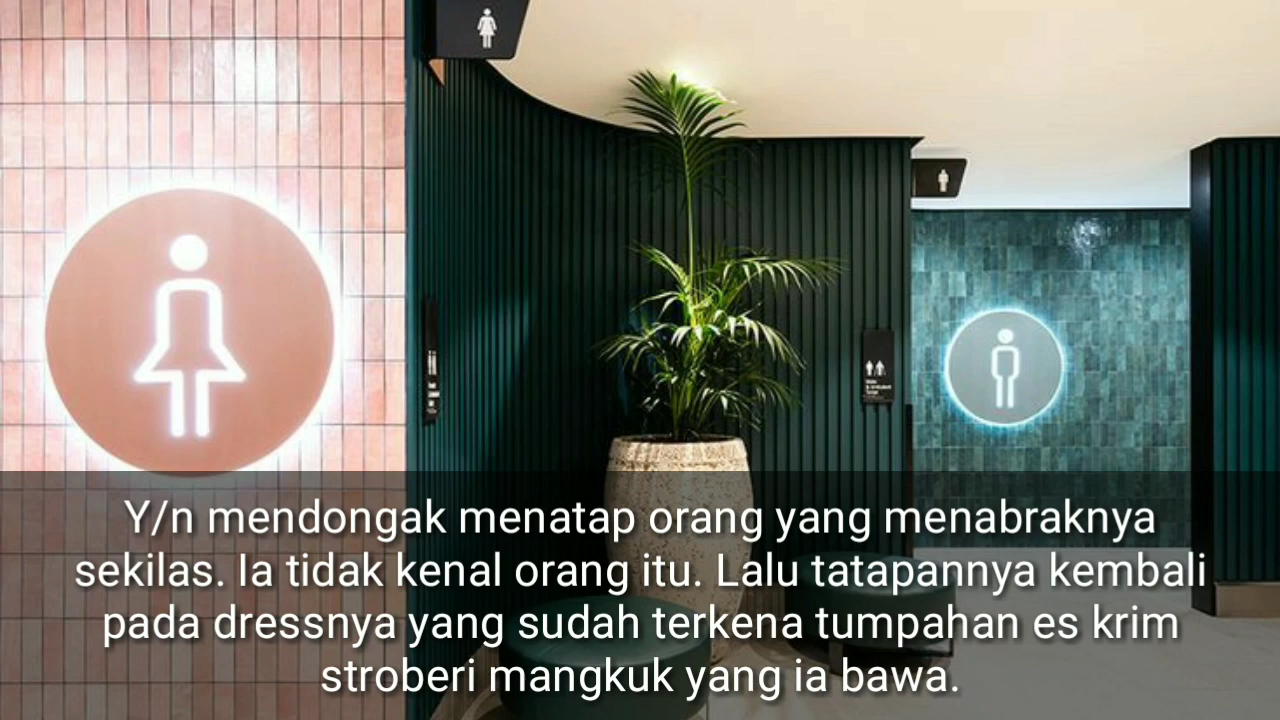 Y/n mendongak menatap orang yang menabraknya
sekilas. Ia tidak kenal orang itu. Lalu tatapannya kembali
pada dressnya yang sudah terkena tumpahan es krim
stroberi mangkuk yang ia bawa.